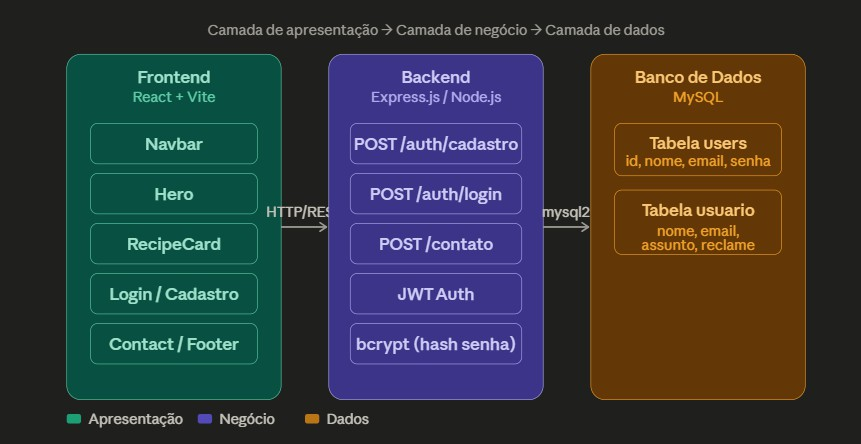 Camada de apresentação → Camada de negócio → Camada de dados
Frontend
React + Vite
Navbar
Hero
RecipeCard
Login / Cadastro
Contact / Footer
HTTP/RES
Backend
Express.js / Node.js
POST /auth/cadastro
POST /auth/login
POST /contato
JWT Auth
bcrypt (hash senha)
mysql2
Banco de Dados
MySQL
Tabela users
id, nome, email, senha
Tabela usuario
nome, email,
assunto, reclame
Apresentação
Negócio
Dados